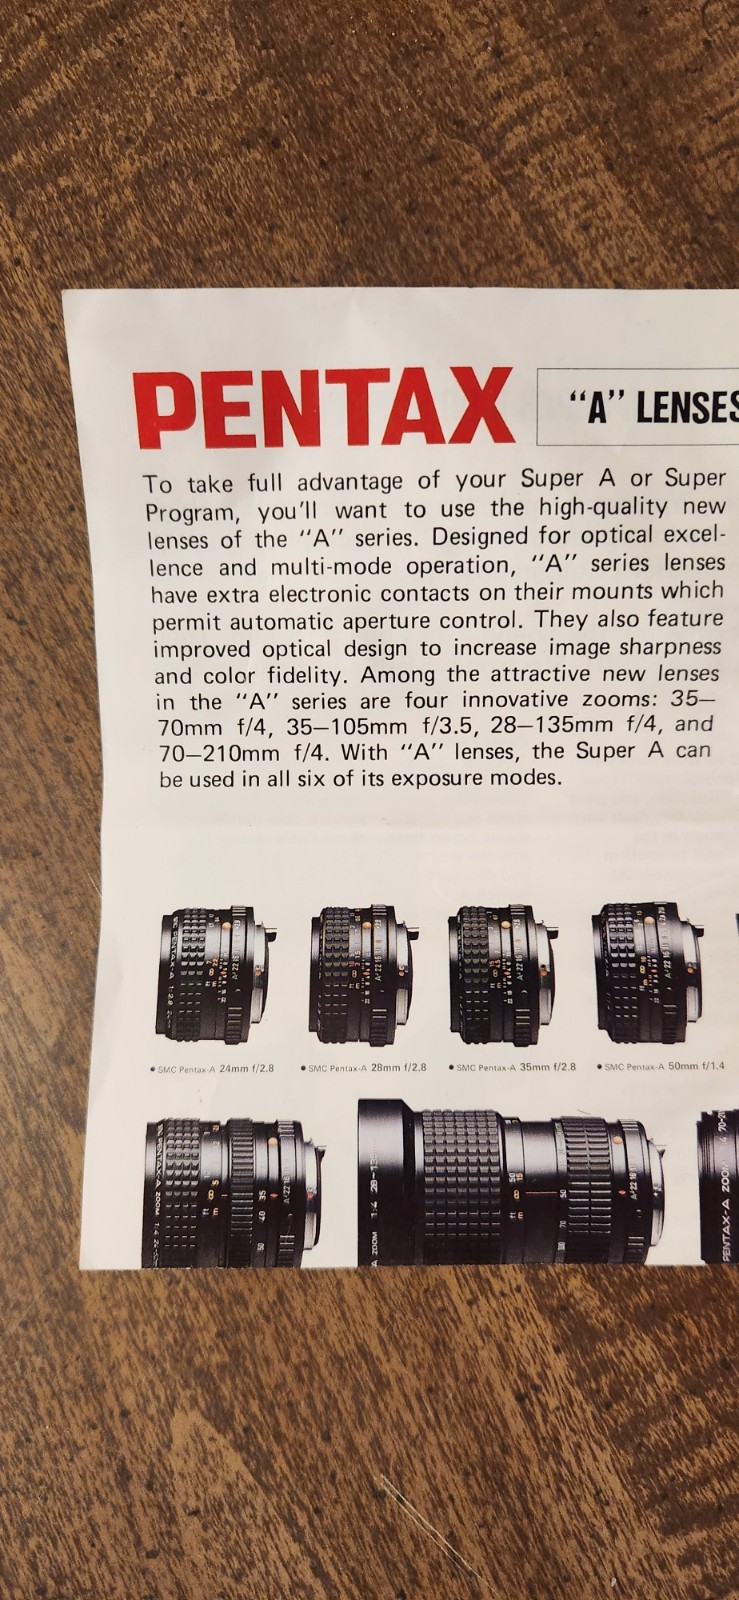 PENTAX
“A” LENSES
To take full advantage of your Super A or Super
Program, you'll want to use the high-quality new
lenses of the “A” series. Designed for optical excel-
lence and multi-mode operation, “A” series lenses
have extra electronic contacts on their mounts which
permit automatic aperture control. They also feature
improved optical design to increase image sharpness
and color fidelity. Among the attractive new lenses
in the “A” series are four innovative zooms: 35—
70mm f/4, 35—105mm f/3.5, 28—135mm f/4, and
70—210mm f/4. With “A” lenses, the Super A can
be used in all six of its exposure modes.
• SMC Pentax-A 24mm f/2.8
• SMC Pentax-A 28mm f/2.8
• SMC Pentax-A 35mm f/2.8
• SMC Pentax-A 50mm f/1.4